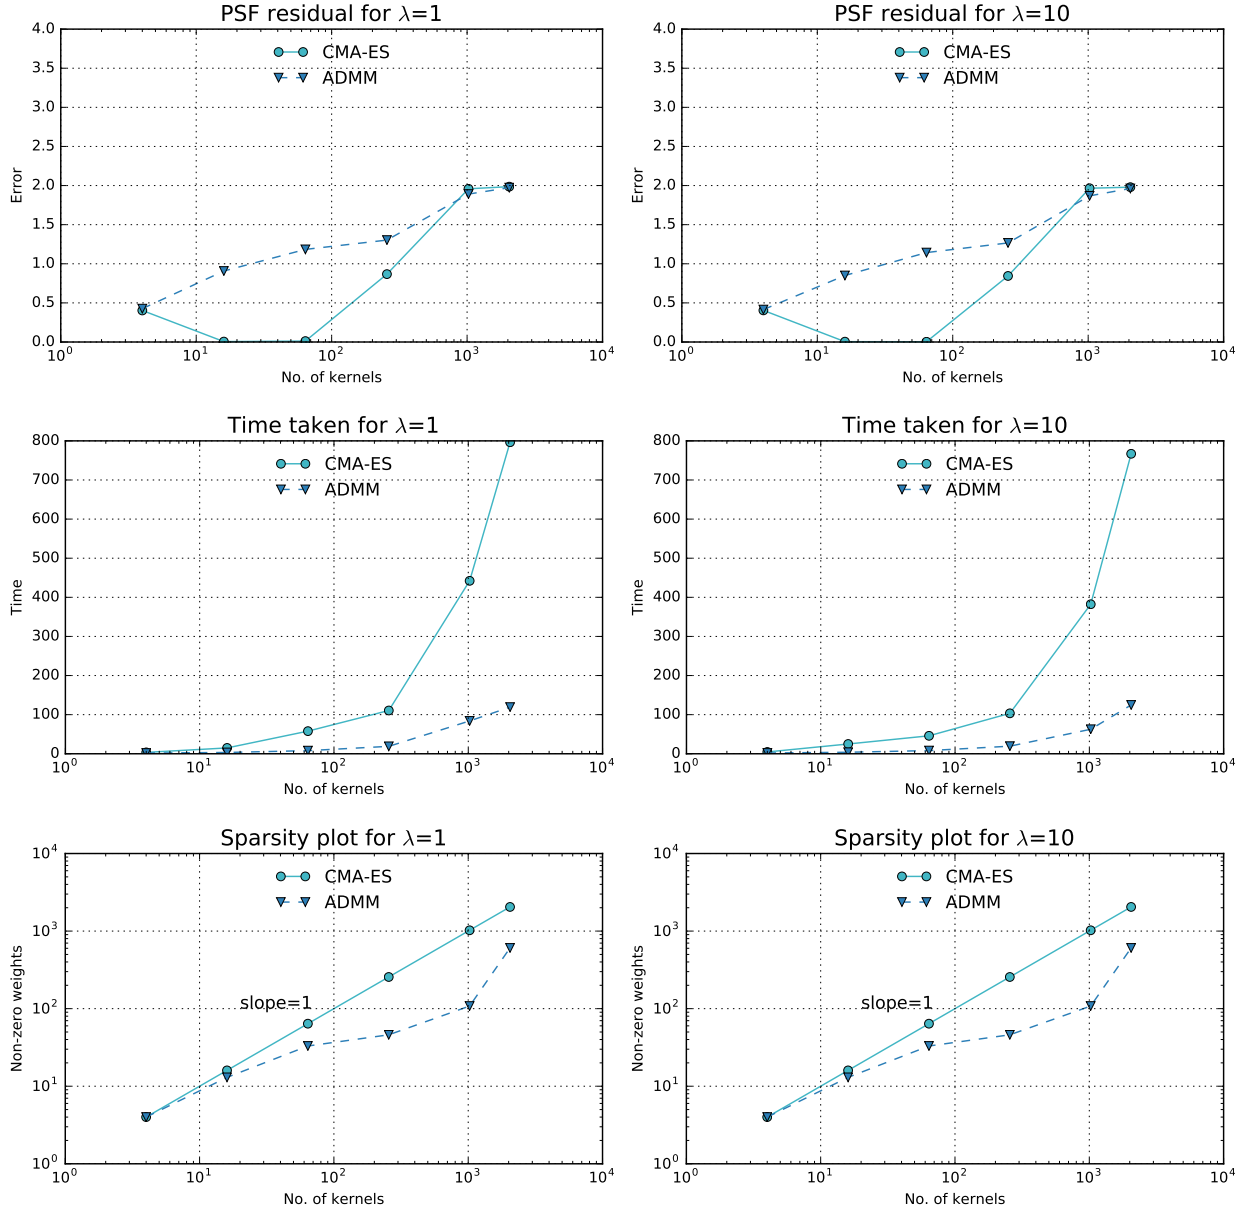 PSF residual for λ=1
4.0
3.5
3.0
2.5
2.0
1.5
1.0
0.5
0.0
Error
CMA-ES
ADMM
10^0 10^1 10^2 10^3 10^4
No. of kernels
PSF residual for λ=10
4.0
3.5
3.0
2.5
2.0
1.5
1.0
0.5
0.0
Error
CMA-ES
ADMM
10^0 10^1 10^2 10^3 10^4
No. of kernels
Time taken for λ=1
800
700
600
500
400
300
200
100
0
Time
CMA-ES
ADMM
10^0 10^1 10^2 10^3 10^4
No. of kernels
Time taken for λ=10
800
700
600
500
400
300
200
100
0
Time
CMA-ES
ADMM
10^0 10^1 10^2 10^3 10^4
No. of kernels
Sparsity plot for λ=1
10^4
10^3
10^2
10^1
10^0
Non-zero weights
CMA-ES
ADMM
slope=1
10^0 10^1 10^2 10^3 10^4
No. of kernels
Sparsity plot for λ=10
10^4
10^3
10^2
10^1
10^0
Non-zero weights
CMA-ES
ADMM
slope=1
10^0 10^1 10^2 10^3 10^4
No. of kernels